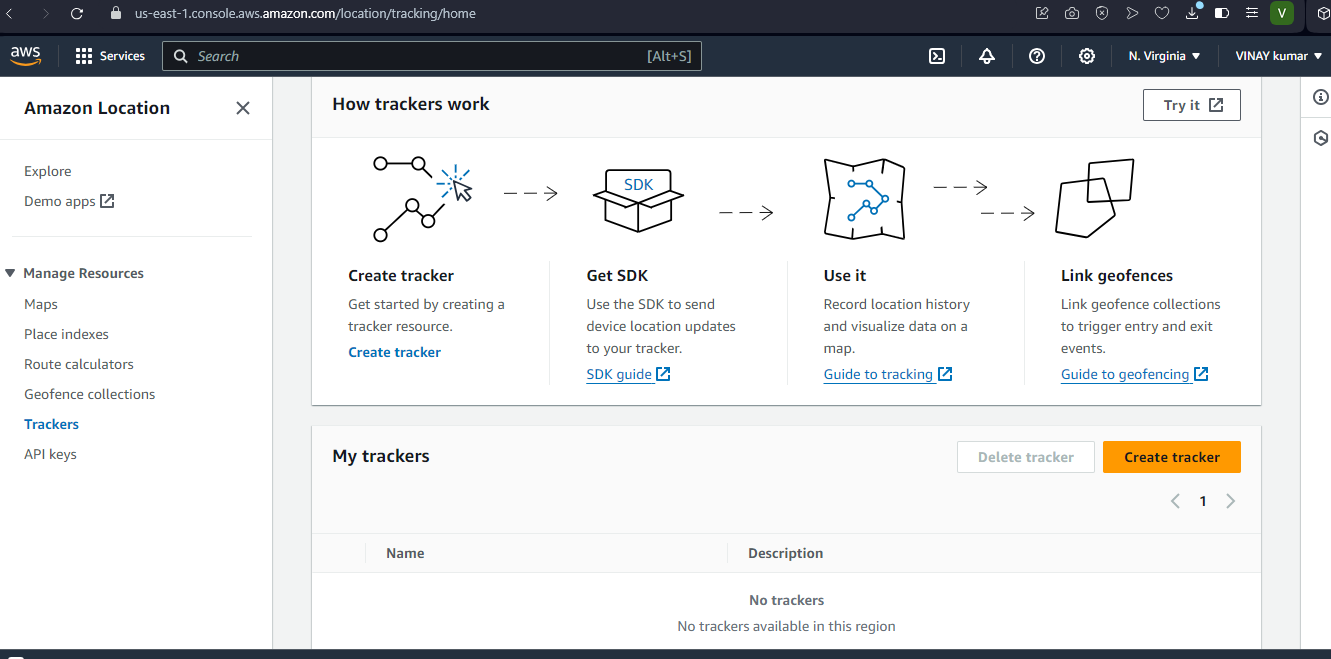 us-east-1.console.aws.amazon.com/location/tracking/home
V
aws
Services
Search
[Alt+S]
N. Virginia
VINAY kumar
Amazon Location
Explore
Demo apps
Manage Resources
Maps
Place indexes
Route calculators
Geofence collections
Trackers
API keys
How trackers work
Try it
SDK
Create tracker
Get started by creating a
tracker resource.
Create tracker
Get SDK
Use the SDK to send
device location updates
to your tracker.
SDK guide
Use it
Record location history
and visualize data on a
map.
Guide to tracking
Link geofences
Link geofence collections
to trigger entry and exit
events.
Guide to geofencing
My trackers
Delete tracker
Create tracker
1
Name
Description
No trackers
No trackers available in this region